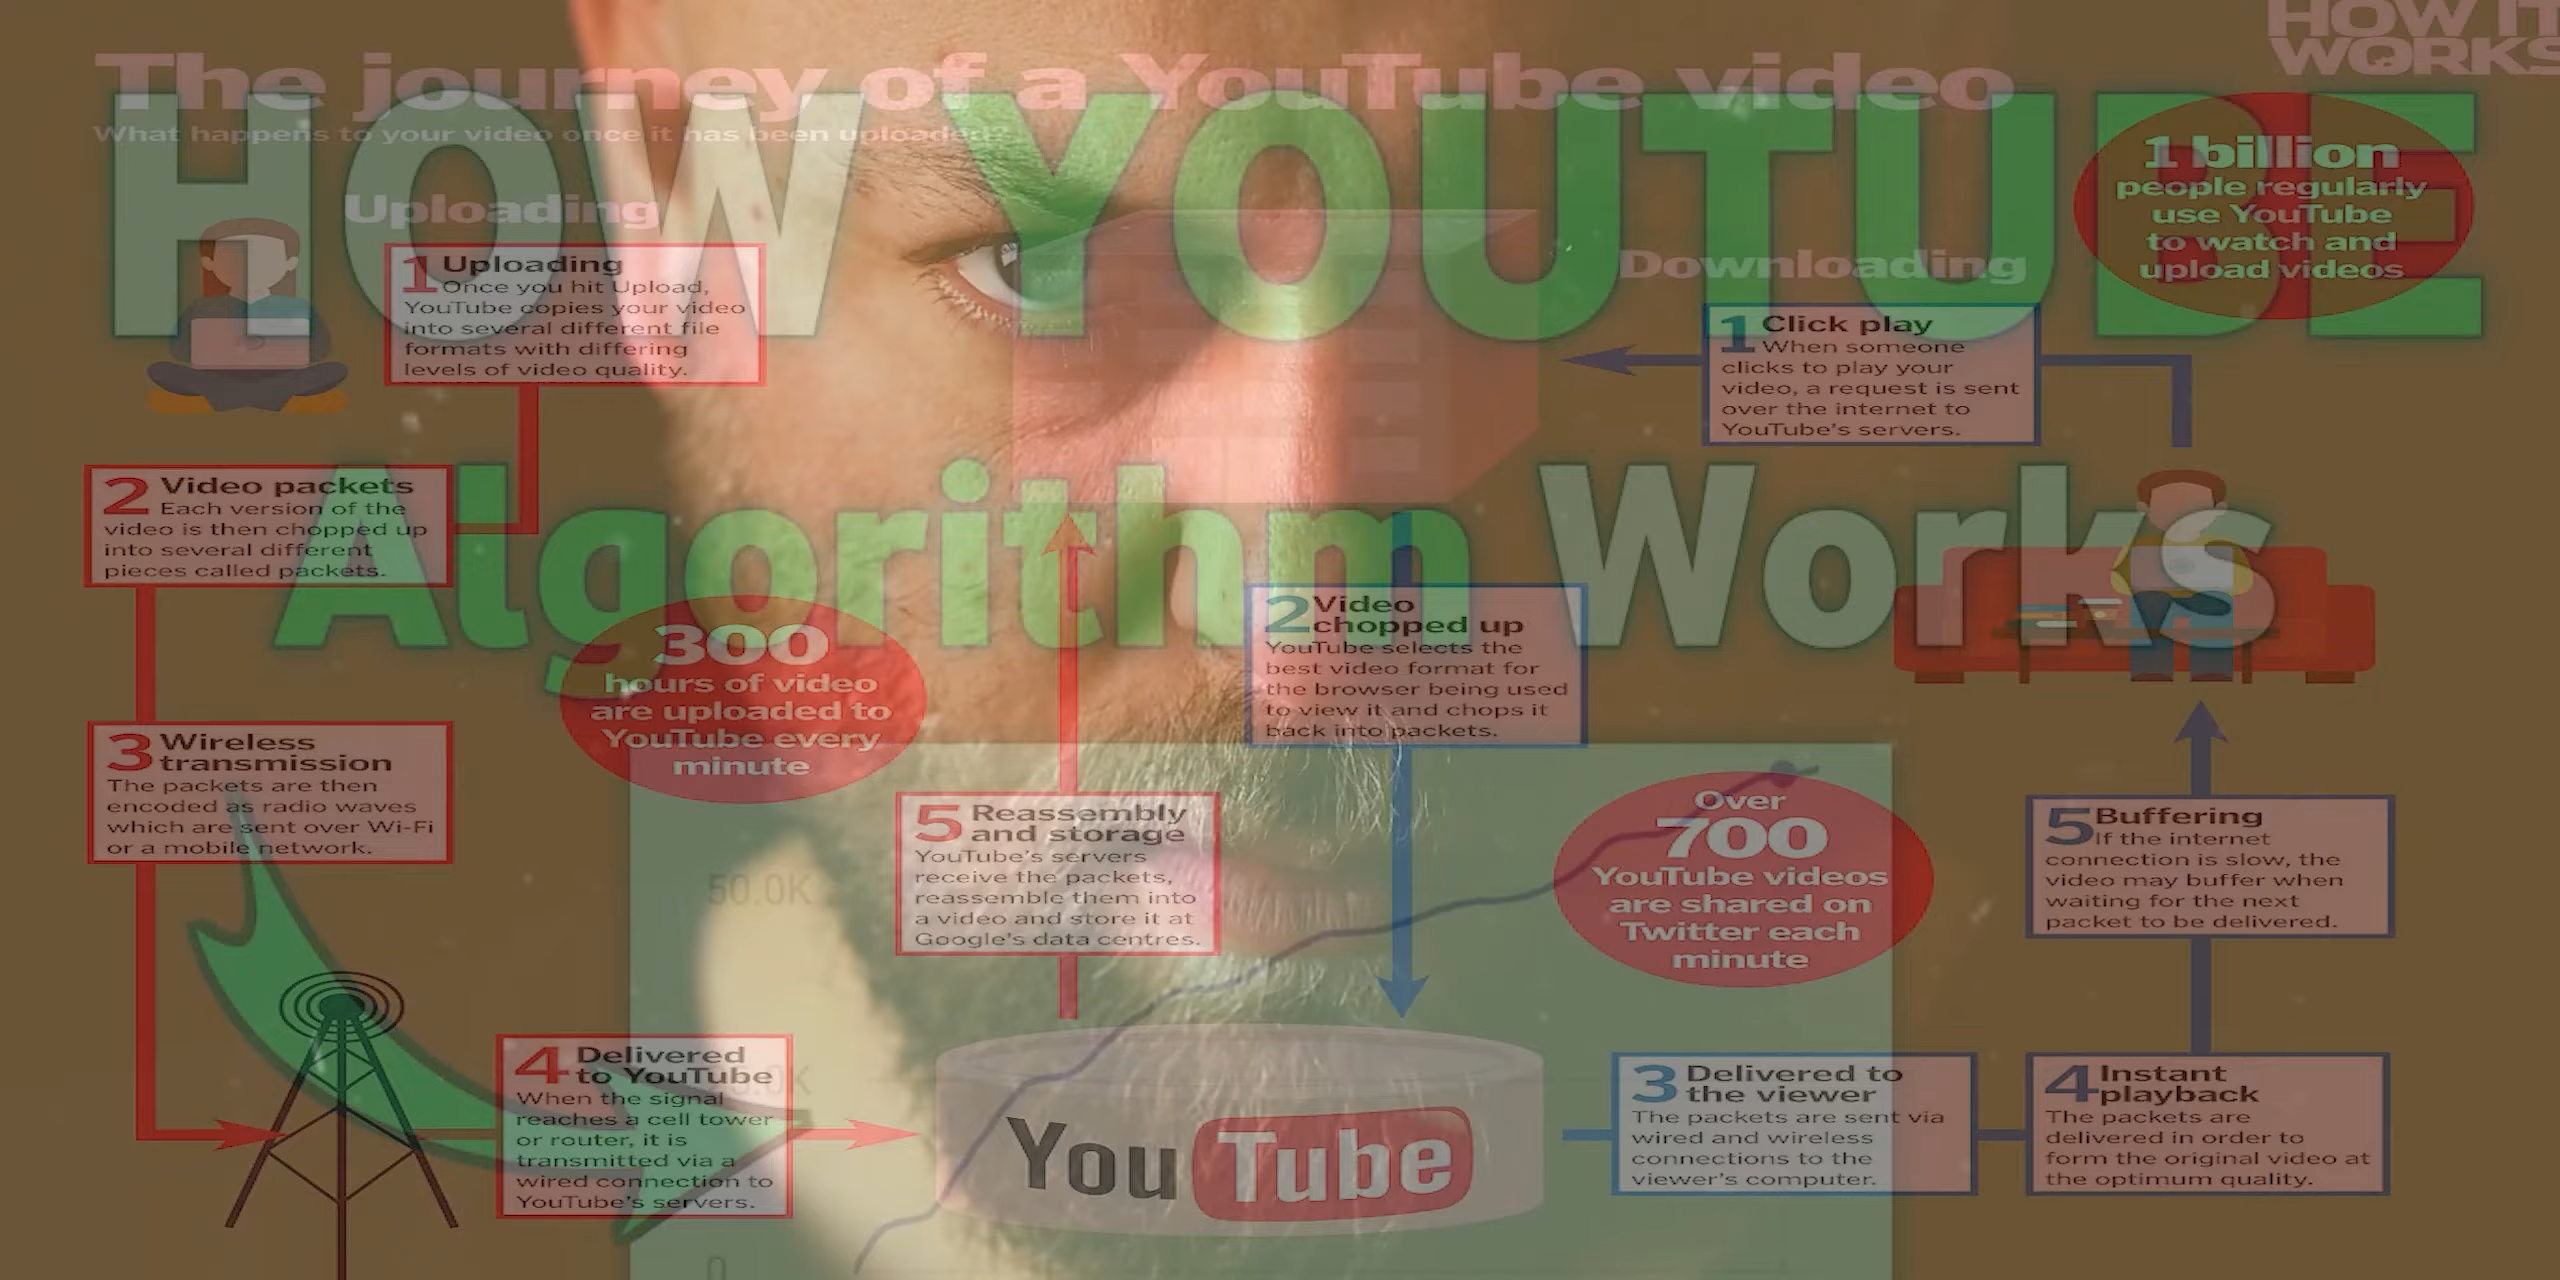 HOW IT
WORKS
The journey of a YouTube video
What happens to your video once it has been uploaded?
HOW YOUTUBE
Algorithm Works
Uploading
1 Uploading
Once you hit Upload,
YouTube copies your video
into several different file
formats with differing
levels of video quality.
2 Video packets
Each version of the
video is then chopped up
into several different
pieces called packets.
3 Wireless
transmission
The packets are then
encoded as radio waves
which are sent over Wi-Fi
or a mobile network.
4 Delivered
to YouTube
When the signal
reaches a cell tower
or router, it is
transmitted via a
wired connection to
YouTube's servers.
300
hours of video
are uploaded to
YouTube every
minute
5 Reassembly
and storage
YouTube's servers
receive the packets,
reassemble them into
a video and store it at
Google's data centres.
50.0K
0
YouTube
Downloading
1 billion
people regularly
use YouTube
to watch and
upload videos
1 Click play
When someone
clicks to play your
video, a request is sent
over the internet to
YouTube's servers.
2 Video
chopped up
YouTube selects the
best video format for
the browser being used
to view it and chops it
back into packets.
Over
700
YouTube videos
are shared on
Twitter each
minute
3 Delivered to
the viewer
The packets are sent via
wired and wireless
connections to the
viewer's computer.
4 Instant
playback
The packets are
delivered in order to
form the original video at
the optimum quality.
5 Buffering
If the internet
connection is slow, the
video may buffer when
waiting for the next
packet to be delivered.